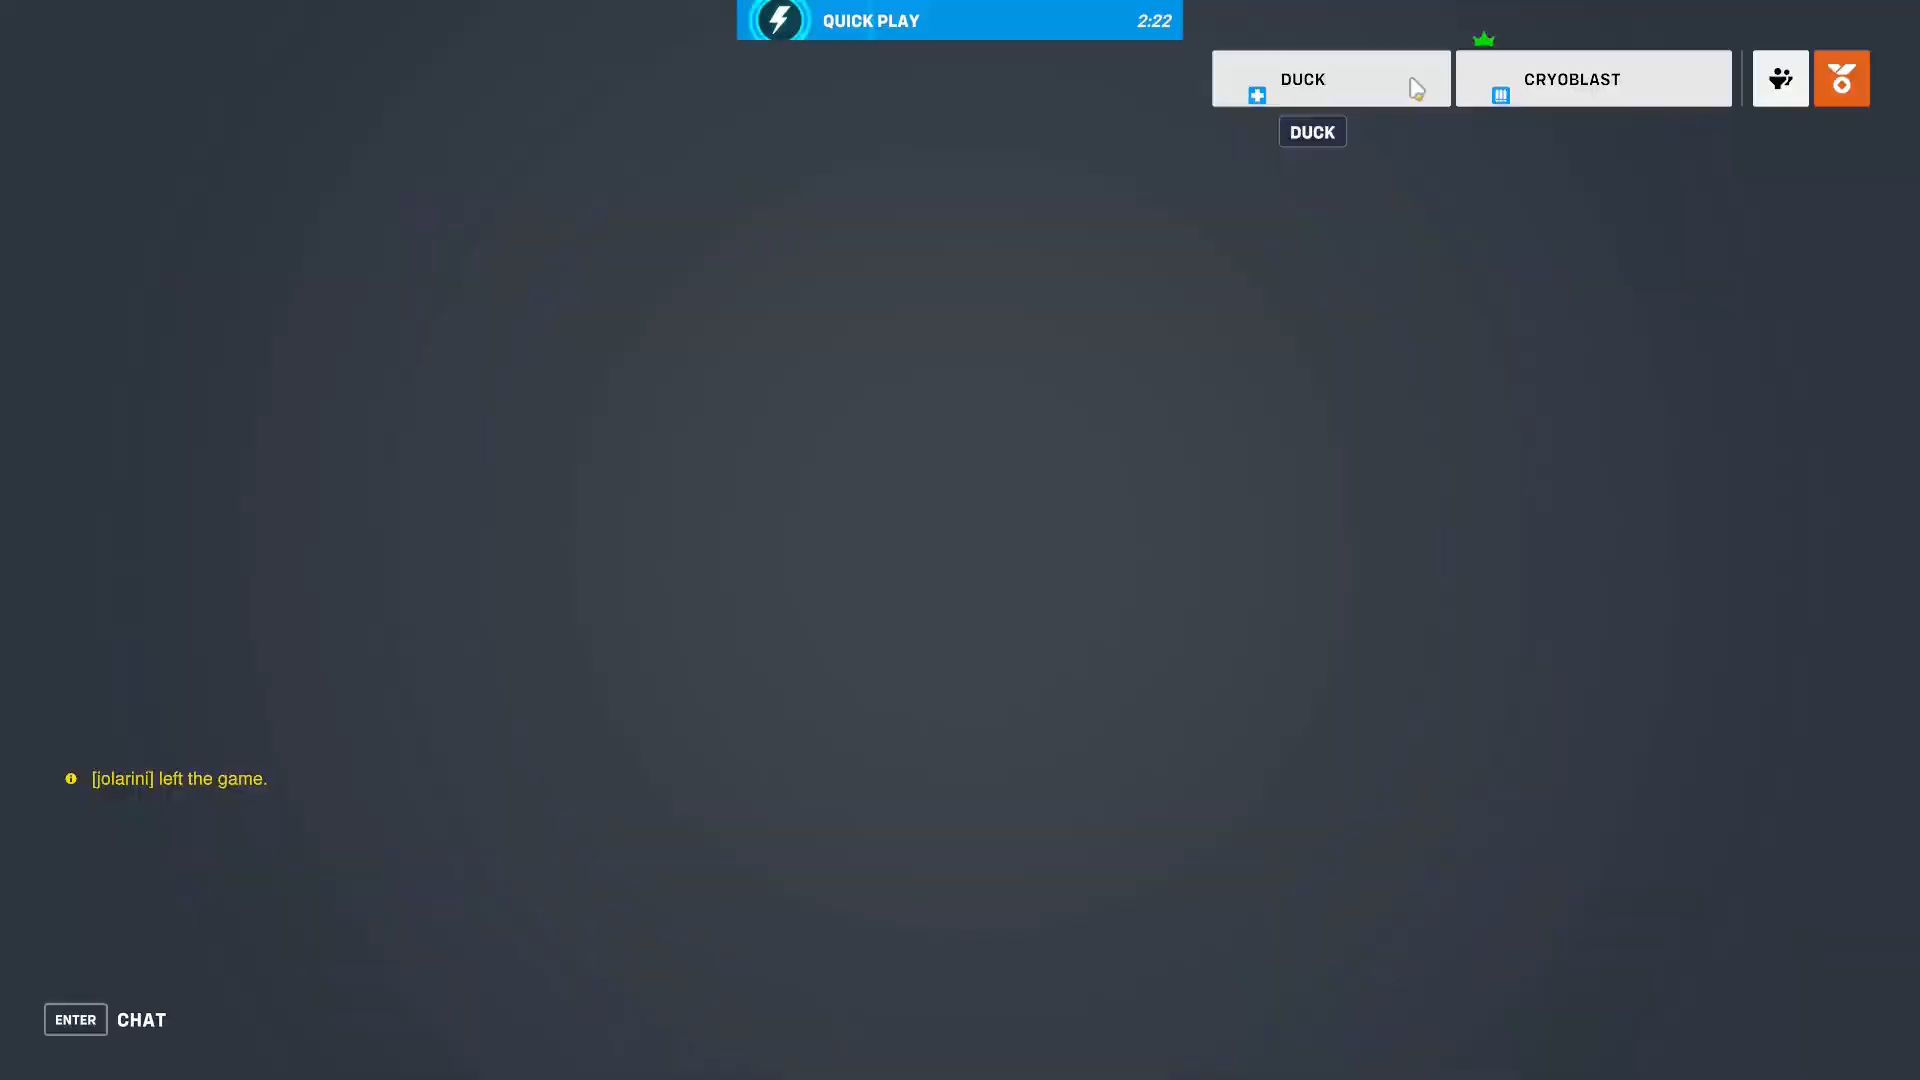 QUICK PLAY 2:22
DUCK CRYOBLAST
DUCK
[jolarini] left the game.
ENTER CHAT